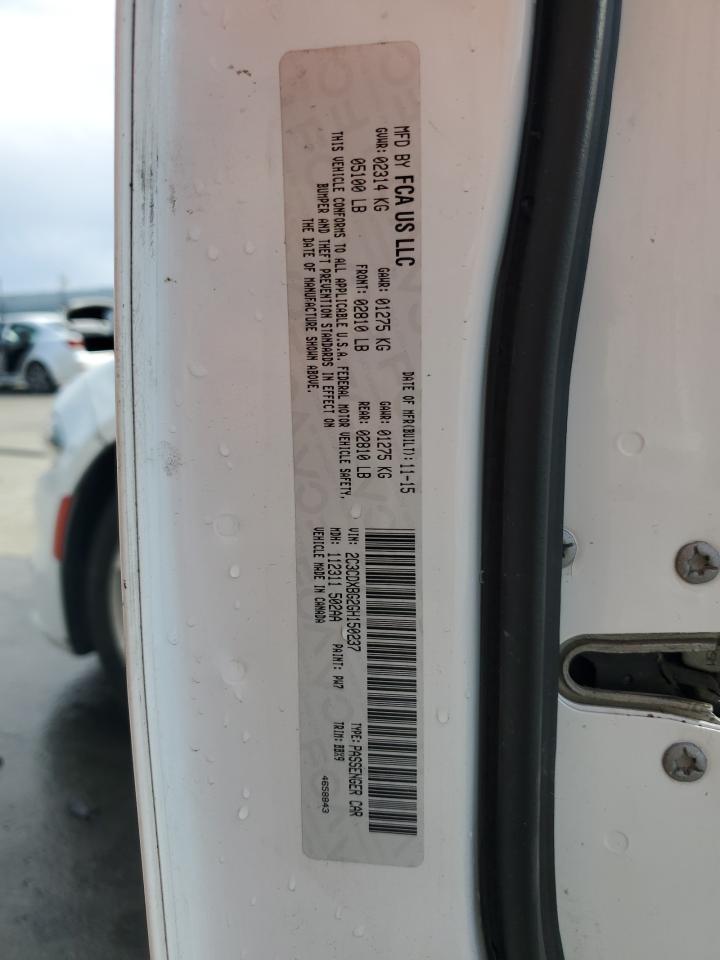 MFD BY FCA US LLC
DATE OF MFR(BUILT): 11-15
GVWR: 02314 KG
GAWR: 01275 KG
GAWR: 01275 KG
05100 LB
FRONT: 02810 LB
REAR: 02810 LB
THIS VEHICLE CONFORMS TO ALL APPLICABLE U.S.A. FEDERAL MOTOR VEHICLE SAFETY,
BUMPER AND THEFT PREVENTION STANDARDS IN EFFECT ON
THE DATE OF MANUFACTURE SHOWN ABOVE.
VIN: 2C3CDXBG2GH150237
TYPE: PASSENGER CAR
MDH: 112311 502AA
PAINT: PW7
TRIM: BBX9
VEHICLE MADE IN CANADA
4658843